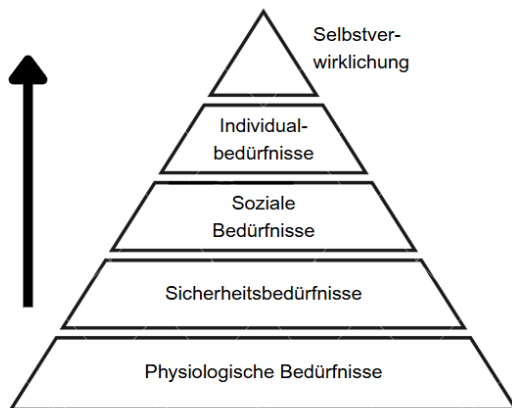 Selbstver-
wirklichung
Individual-
bedürfnisse
Soziale
Bedürfnisse
Sicherheitsbedürfnisse
Physiologische Bedürfnisse